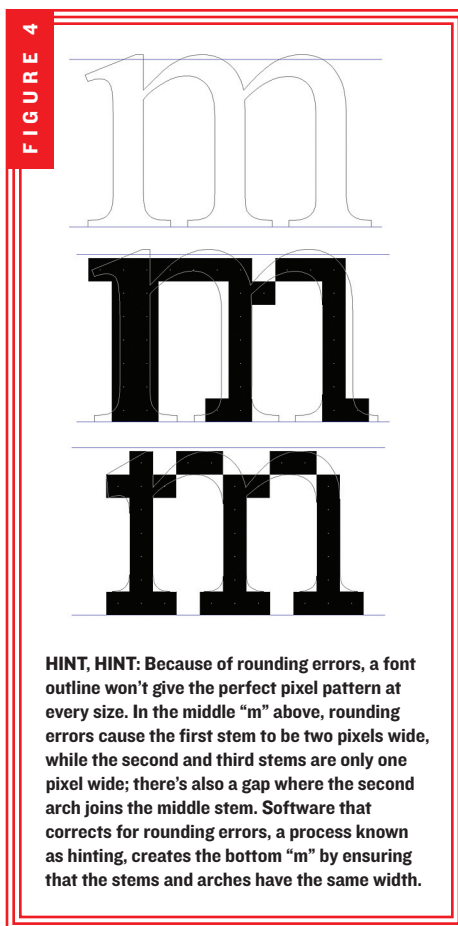 FIGURE 4
m
m
m
HINT, HINT: Because of rounding errors, a font
outline won’t give the perfect pixel pattern at
every size. In the middle “m” above, rounding
errors cause the first stem to be two pixels wide,
while the second and third stems are only one
pixel wide; there’s also a gap where the second
arch joins the middle stem. Software that
corrects for rounding errors, a process known
as hinting, creates the bottom “m” by ensuring
that the stems and arches have the same width.